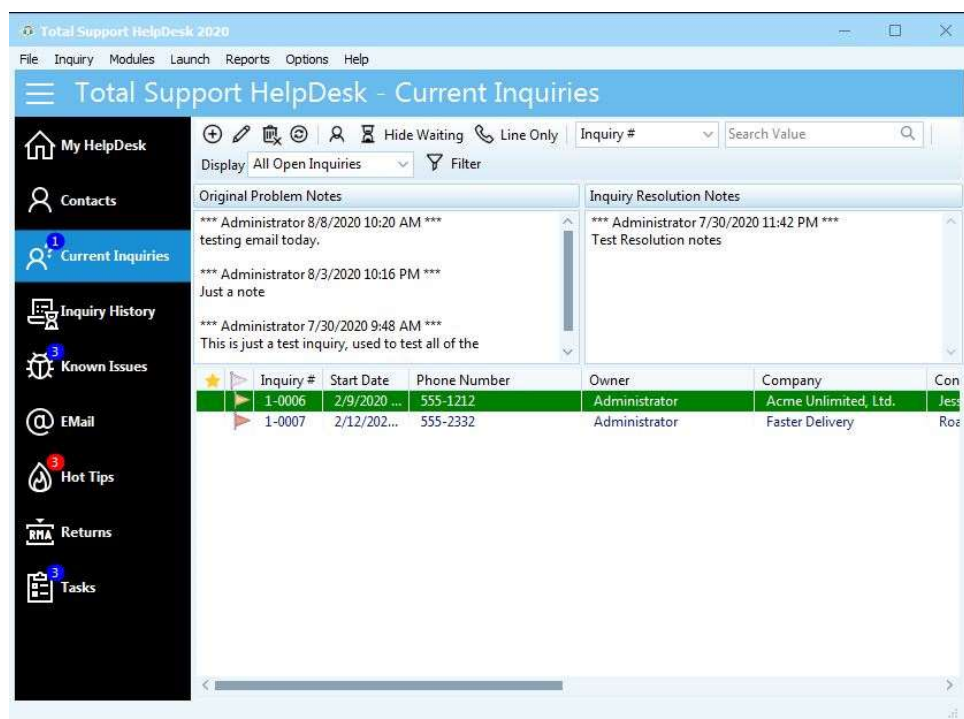 Total Support HelpDesk 2020
File Inquiry Modules Launch Reports Options Help
Total Support HelpDesk - Current Inquiries
My HelpDesk
Contacts
1
Current Inquiries
Inquiry History
3
Known Issues
@ EMail
3
Hot Tips
RMA Returns
3
Tasks
Hide Waiting Line Only Inquiry # Search Value
Display All Open Inquiries Filter
Original Problem Notes
*** Administrator 8/8/2020 10:20 AM ***
testing email today.
*** Administrator 8/3/2020 10:16 PM ***
Just a note
*** Administrator 7/30/2020 9:48 AM ***
This is just a test inquiry, used to test all of the
Inquiry Resolution Notes
*** Administrator 7/30/2020 11:42 PM ***
Test Resolution notes
Inquiry # Start Date Phone Number Owner Company Con
1-0006 2/9/2020 ... 555-1212 Administrator Acme Unlimited, Ltd. Jess
1-0007 2/12/202... 555-2332 Administrator Faster Delivery Roa